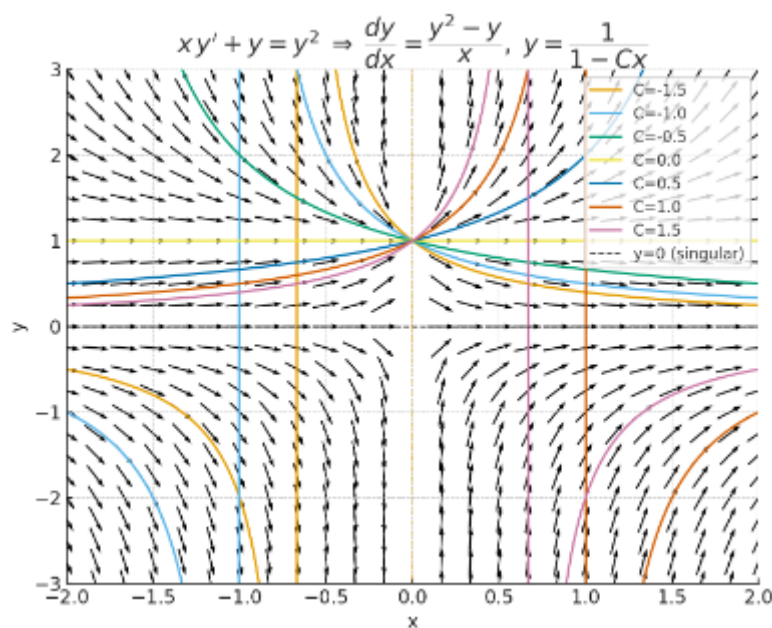 x y' + y = y² ⇒ dy/dx = (y² − y)/x, y = 1/(1 − Cx)
C=-1.5
C=-1.0
C=-0.5
C=0.0
C=0.5
C=1.0
C=1.5
y=0 (singular)
3
2
1
0
−1
−2
−3
y
−2.0 −1.5 −1.0 −0.5 0.0 0.5 1.0 1.5 2.0
x